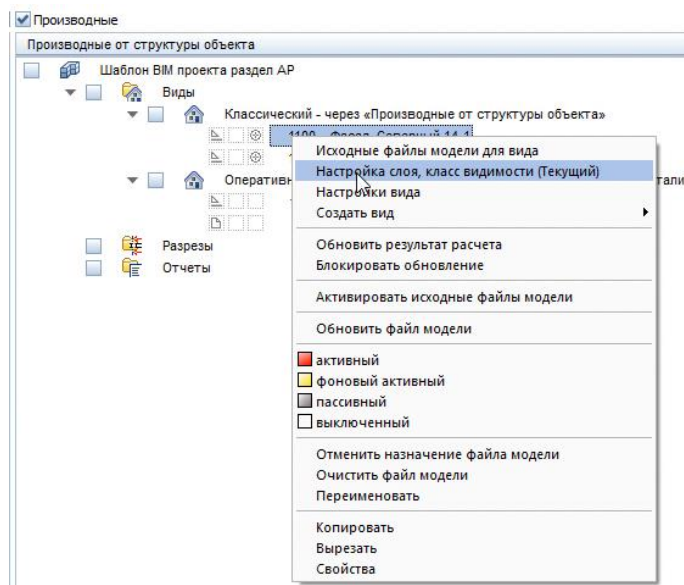 Производные
Производные от структуры объекта
Шаблон BIM проекта раздел АР
Виды
Классический - через «Производные от структуры объекта»
Исходные файлы модели для вида
Настройка слоя, класс видимости (Текущий)
Оператив
тали
Настройки вида
Создать вид
Обновить результат расчета
Разрезы
Блокировать обновление
Отчеты
Активировать исходные файлы модели
Обновить файл модели
активный
фоновый активный
пассивный
выключенный
Отменить назначение файла модели
Очистить файл модели
Переименовать
Копировать
Вырезать
Свойства